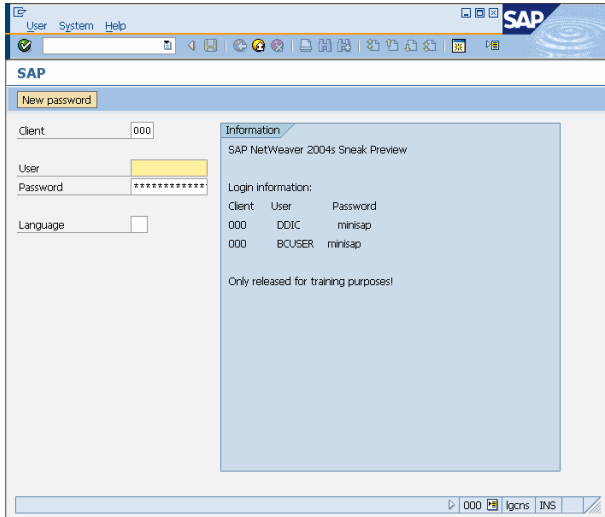 User System Help
SAP
SAP
New password
Client 000
User
Password ************
Language
Information
SAP NetWeaver 2004s Sneak Preview
Login information:
Client User Password
000 DDIC minisap
000 BCUSER minisap
Only released for training purposes!
000 lgcns INS